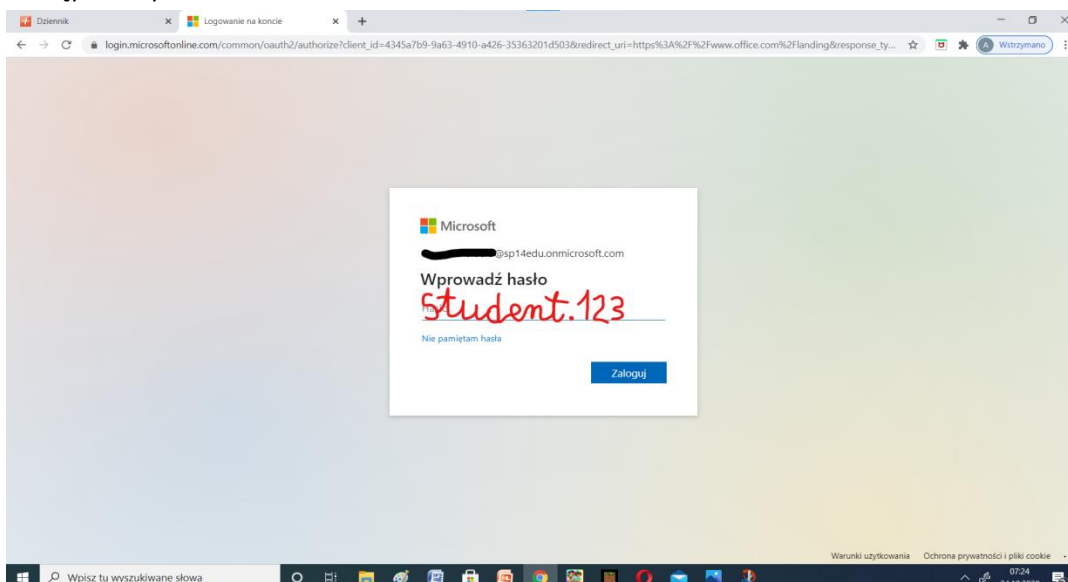 Dziennik
Logowanie na koncie
login.microsoftonline.com/common/oauth2/authorize?client_id=4345a7b9-9a63-4910-a426-35363201d503&redirect_uri=https%3A%2F%2Fwww.office.com%2Flanding&response_ty...
A Wstrzymano
Microsoft
@sp14edu.onmicrosoft.com
Wprowadź hasło
Student.123
Nie pamiętam hasła
Zaloguj
Warunki użytkowania Ochrona prywatności i pliki cookie
Wpisz tu wyszukiwane słowa
07:24